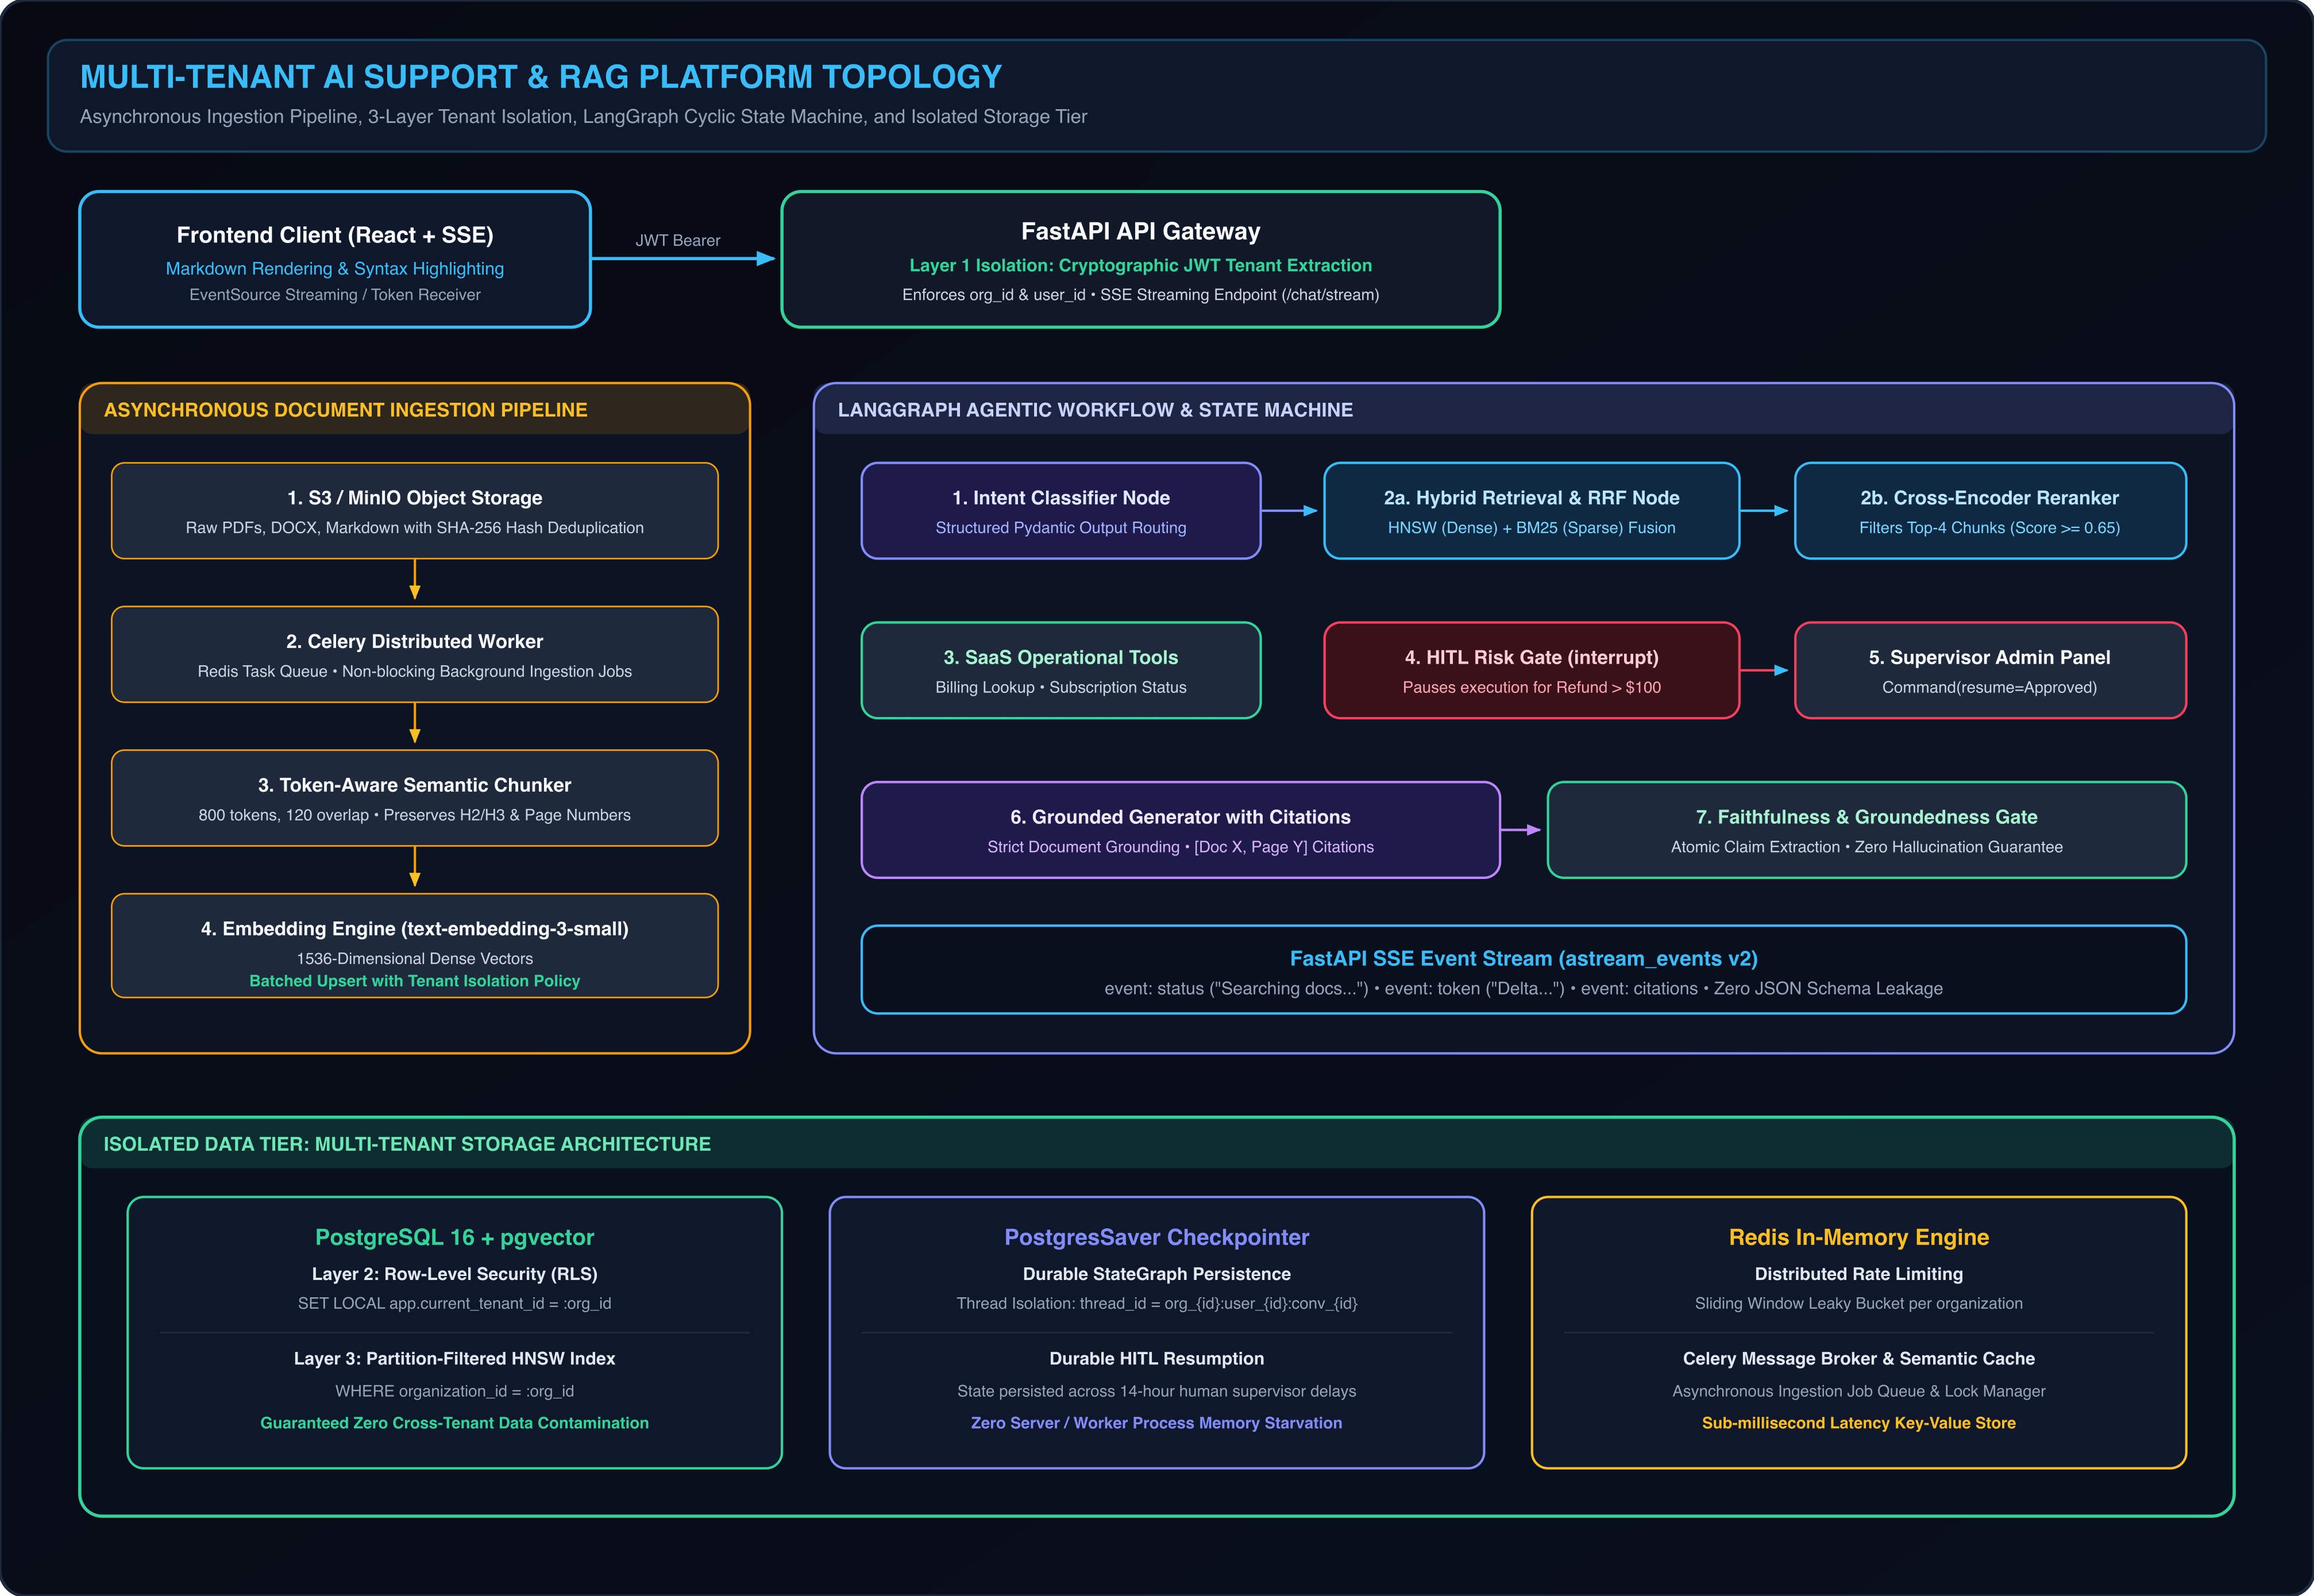 MULTI-TENANT AI SUPPORT & RAG PLATFORM TOPOLOGY
Asynchronous Ingestion Pipeline, 3-Layer Tenant Isolation, LangGraph Cyclic State Machine, and Isolated Storage Tier
Frontend Client (React + SSE)
Markdown Rendering & Syntax Highlighting
EventSource Streaming / Token Receiver
JWT Bearer
FastAPI API Gateway
Layer 1 Isolation: Cryptographic JWT Tenant Extraction
Enforces org_id & user_id • SSE Streaming Endpoint (/chat/stream)
ASYNCHRONOUS DOCUMENT INGESTION PIPELINE
1. S3 / MinIO Object Storage
Raw PDFs, DOCX, Markdown with SHA-256 Hash Deduplication
2. Celery Distributed Worker
Redis Task Queue • Non-blocking Background Ingestion Jobs
3. Token-Aware Semantic Chunker
800 tokens, 120 overlap • Preserves H2/H3 & Page Numbers
4. Embedding Engine (text-embedding-3-small)
1536-Dimensional Dense Vectors
Batched Upsert with Tenant Isolation Policy
LANGGRAPH AGENTIC WORKFLOW & STATE MACHINE
1. Intent Classifier Node
Structured Pydantic Output Routing
2a. Hybrid Retrieval & RRF Node
HNSW (Dense) + BM25 (Sparse) Fusion
2b. Cross-Encoder Reranker
Filters Top-4 Chunks (Score >= 0.65)
3. SaaS Operational Tools
Billing Lookup • Subscription Status
4. HITL Risk Gate (interrupt)
Pauses execution for Refund > $100
5. Supervisor Admin Panel
Command(resume=Approved)
6. Grounded Generator with Citations
Strict Document Grounding • [Doc X, Page Y] Citations
7. Faithfulness & Groundedness Gate
Atomic Claim Extraction • Zero Hallucination Guarantee
FastAPI SSE Event Stream (astream_events v2)
event: status ("Searching docs...") • event: token ("Delta...") • event: citations • Zero JSON Schema Leakage
ISOLATED DATA TIER: MULTI-TENANT STORAGE ARCHITECTURE
PostgreSQL 16 + pgvector
Layer 2: Row-Level Security (RLS)
SET LOCAL app.current_tenant_id = :org_id
Layer 3: Partition-Filtered HNSW Index
WHERE organization_id = :org_id
Guaranteed Zero Cross-Tenant Data Contamination
PostgresSaver Checkpointer
Durable StateGraph Persistence
Thread Isolation: thread_id = org_{id}:user_{id}:conv_{id}
Durable HITL Resumption
State persisted across 14-hour human supervisor delays
Zero Server / Worker Process Memory Starvation
Redis In-Memory Engine
Distributed Rate Limiting
Sliding Window Leaky Bucket per organization
Celery Message Broker & Semantic Cache
Asynchronous Ingestion Job Queue & Lock Manager
Sub-millisecond Latency Key-Value Store